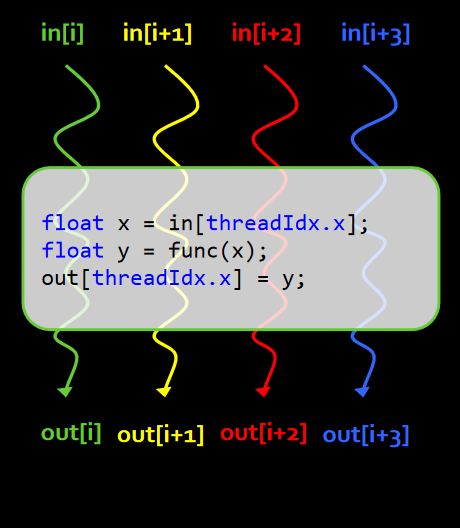 in[i] in[i+1] in[i+2] in[i+3]
float x = in[threadIdx.x];
float y = func(x);
out[threadIdx.x] = y;
out[i] out[i+1] out[i+2] out[i+3]